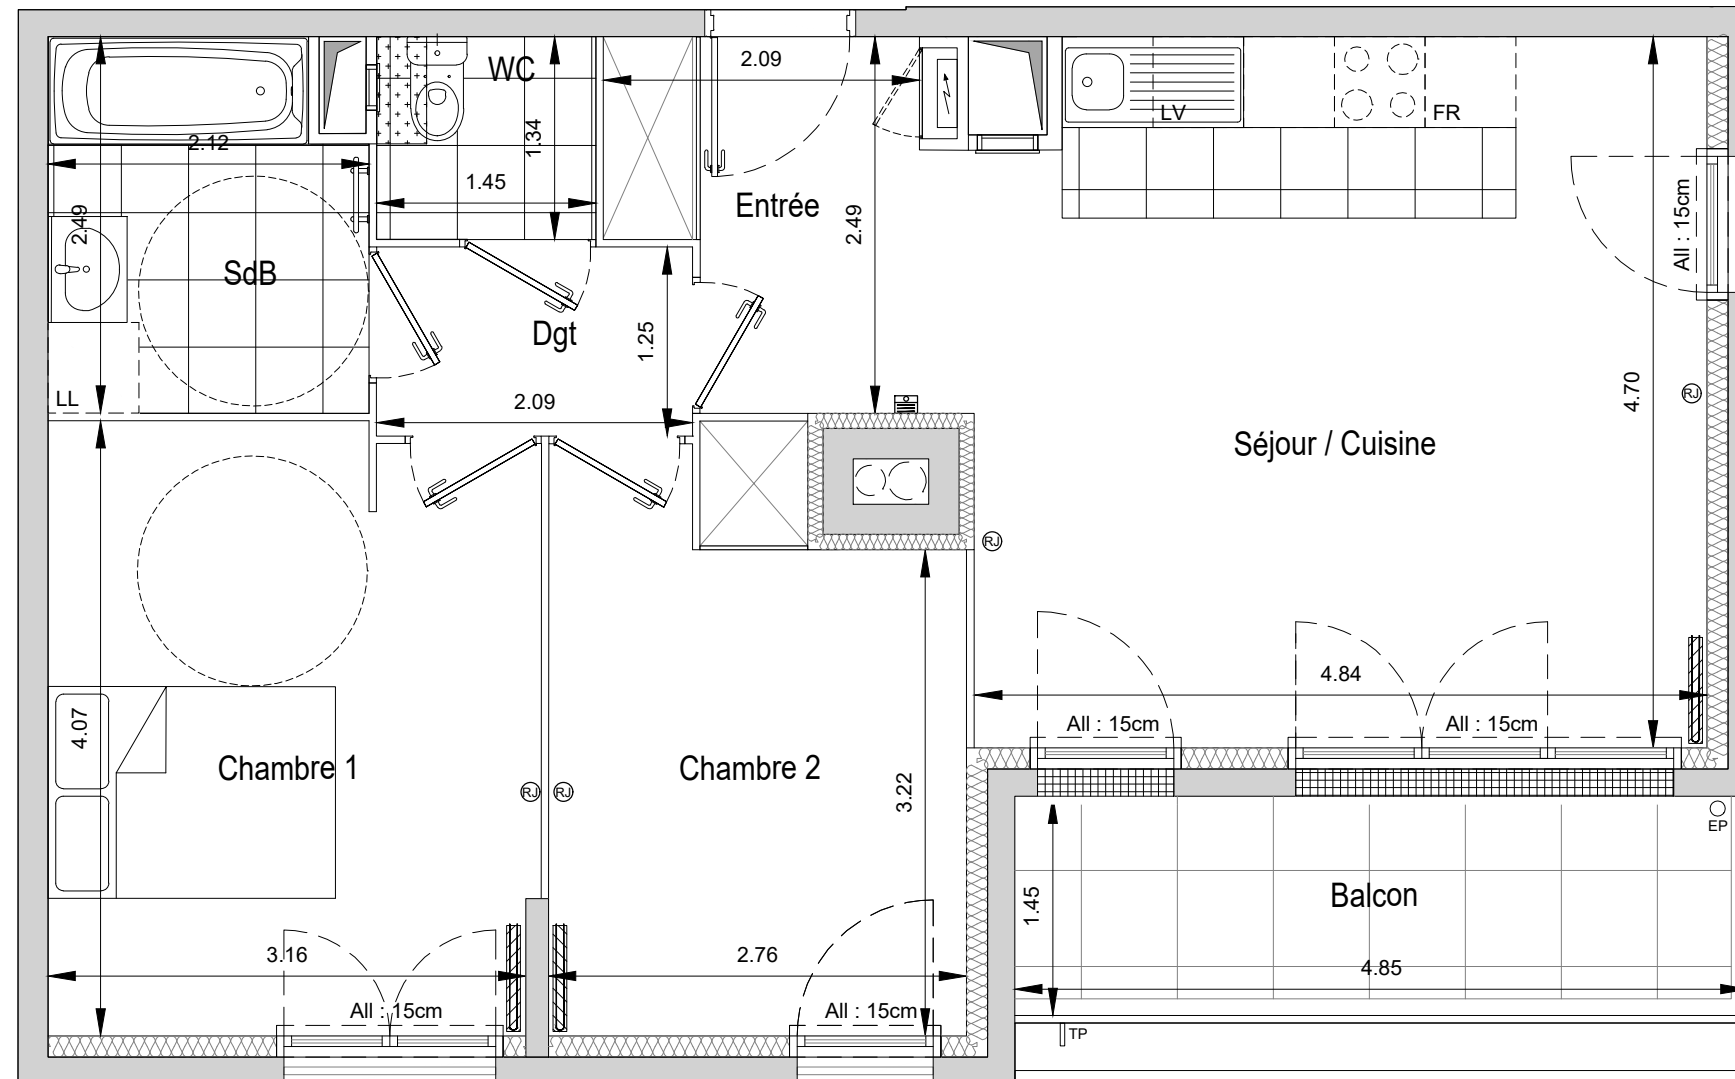 WC
2.09
1.34
2.12
1.45
LV
FR
Entrée
2.49
2.49
All : 15cm
SdB
Dgt
1.25
4.70
LL
2.09
RJ
Séjour / Cuisine
RJ
4.84
All : 15cm
All : 15cm
4.07
Chambre 1
Chambre 2
RJ
RJ
3.22
EP
1.45
Balcon
3.16
2.76
4.85
All : 15cm
All : 15cm
TP